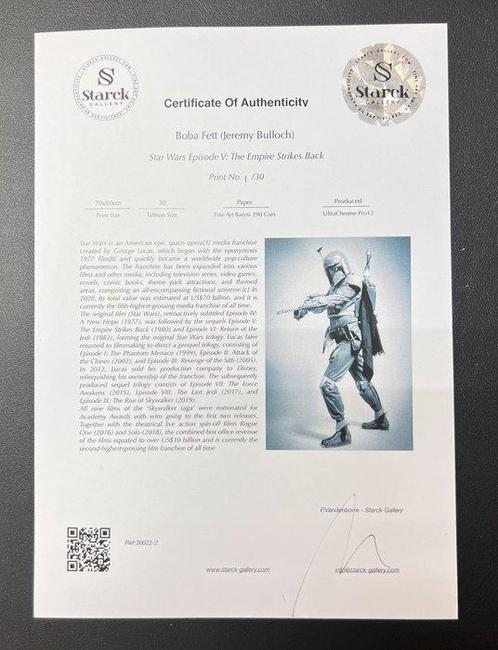 STARCK-GALLERY.COM
S
Starck
GALLERY
S
Starck
GALLERY
Certificate Of Authenticity
Boba Fett (Jeremy Bulloch)
Star Wars Episode V: The Empire Strikes Back
Print No 1 /30
70x50cm 30 Paper Produced
Print Size Edition Size Fine Art Baryta 290 Gsm UltraChrome Pro12
Star Wars is an American epic space opera[] media franchise
created by George Lucas, which began with the eponymous
1977 film[b] and quickly became a worldwide pop-culture
phenomenon. The franchise has been expanded into various
films and other media, including television series, video games,
novels, comic books, theme park attractions, and themed
areas, comprising an all-encompassing fictional universe.[c] In
2020, its total value was estimated at US$70 billion, and it is
currently the fifth-highest-grossing media franchise of all time.
The original film (Star Wars), retroactively subtitled Episode IV:
A New Hope (1977), was followed by the sequels Episode V:
The Empire Strikes Back (1980) and Episode VI: Return of the
Jedi (1983), forming the original Star Wars trilogy. Lucas later
returned to filmmaking to direct a prequel trilogy, consisting of
Episode I: The Phantom Menace (1999), Episode II: Attack of
the Clones (2002), and Episode III: Revenge of the Sith (2005).
In 2012, Lucas sold his production company to Disney,
relinquishing his ownership of the franchise. The subsequently
produced sequel trilogy consists of Episode VII: The Force
Awakens (2015), Episode VIII: The Last Jedi (2017), and
Episode IX: The Rise of Skywalker (2019).
All nine films of the 'Skywalker saga' were nominated for
Academy Awards with wins going to the first two releases.
Together with the theatrical live action spin-off films Rogue
One (2016) and Solo (2018), the combined box office revenue
of the films equated to over US$10 billion and is currently the
second-highest-grossing film franchise of all time
P.Vandenborre - Starck-Gallery
Ref:20022-2
www.starck-gallery.com
info@starck-gallery.com